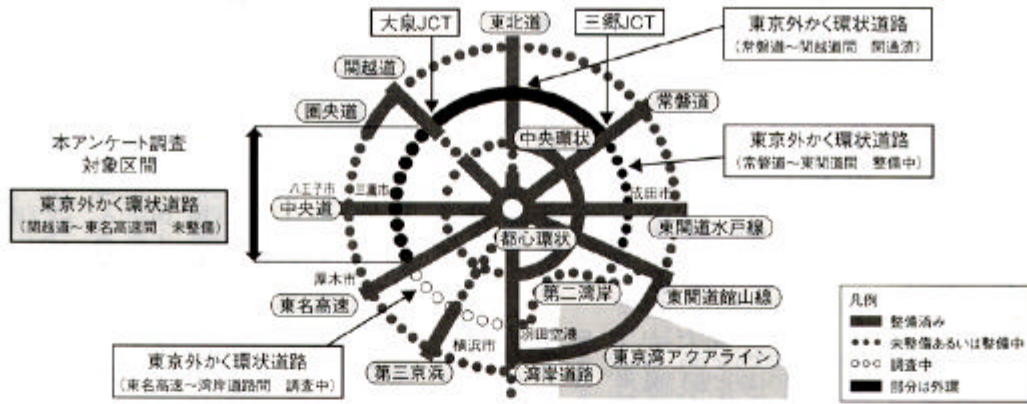 大泉JCT
東北道
三郷JCT
東京外かく環状道路
(常磐道～関越道間　開通済)
関越道
常磐道
圏央道
中央環状
東京外かく環状道路
(常磐道～東関道間　整備中)
本アンケート調査
対象区間
東京外かく環状道路
(関越道～東名高速間　未整備)
八王子市
成田市
中央道
都心環状
東関道水戸線
厚木市
東名高速
第二湾岸
東関道館山線
羽田空港
横浜市
東京外かく環状道路
(東名高速～湾岸道路間　調査中)
第三京浜
湾岸道路
東京湾アクアライン
凡例
整備済み
未整備あるいは整備中
調査中
部分は外環